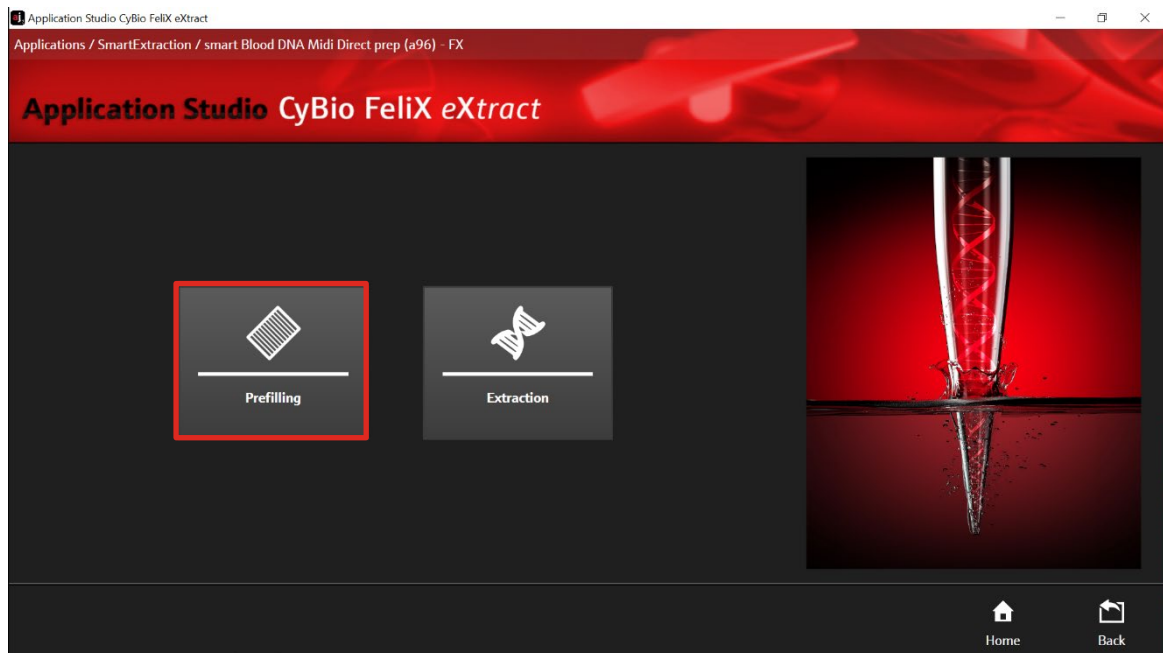 Application Studio CyBio FeliX eXtract
Applications / SmartExtraction / smart Blood DNA Midi Direct prep (a96) - FX
Application Studio CyBio FeliX eXtract
Prefilling
Extraction
Home
Back